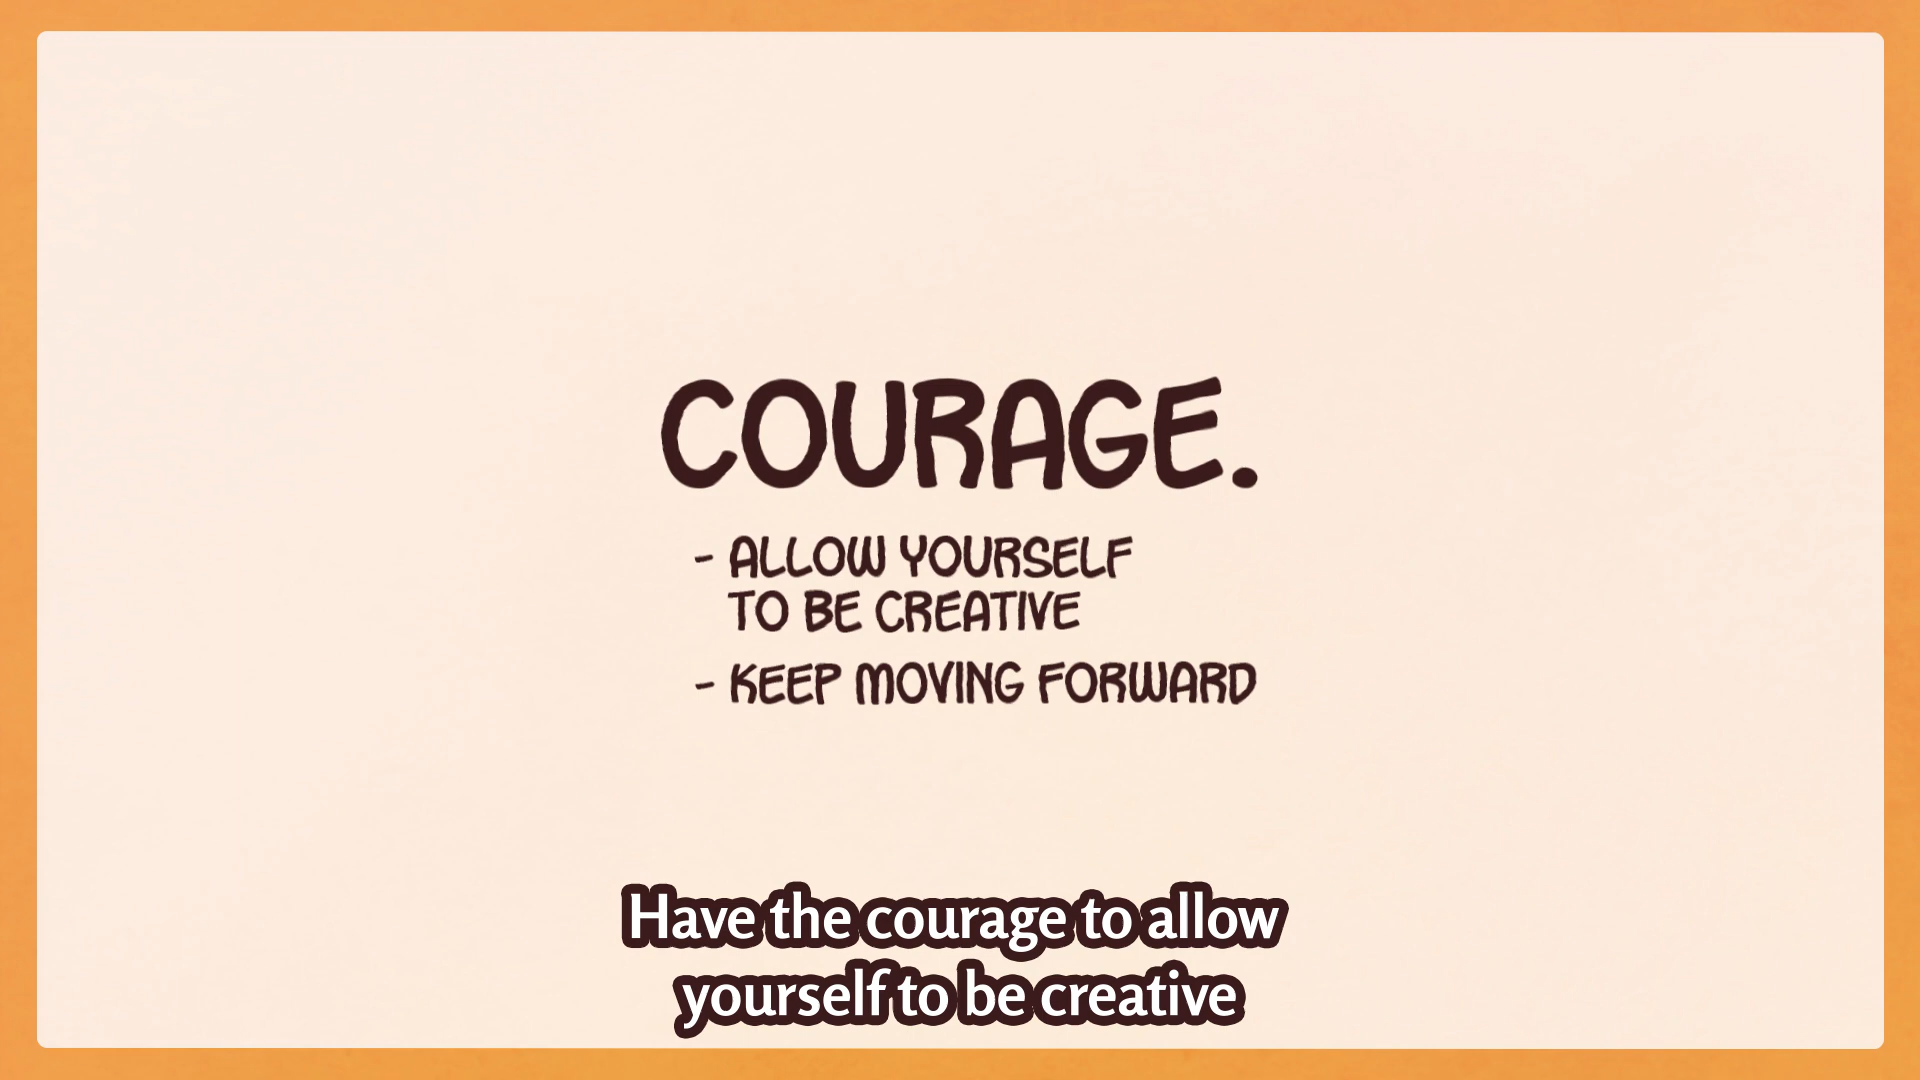 COURAGE.
- ALLOW YOURSELF
TO BE CREATIVE
- KEEP MOVING FORWARD
Have the courage to allow
yourself to be creative